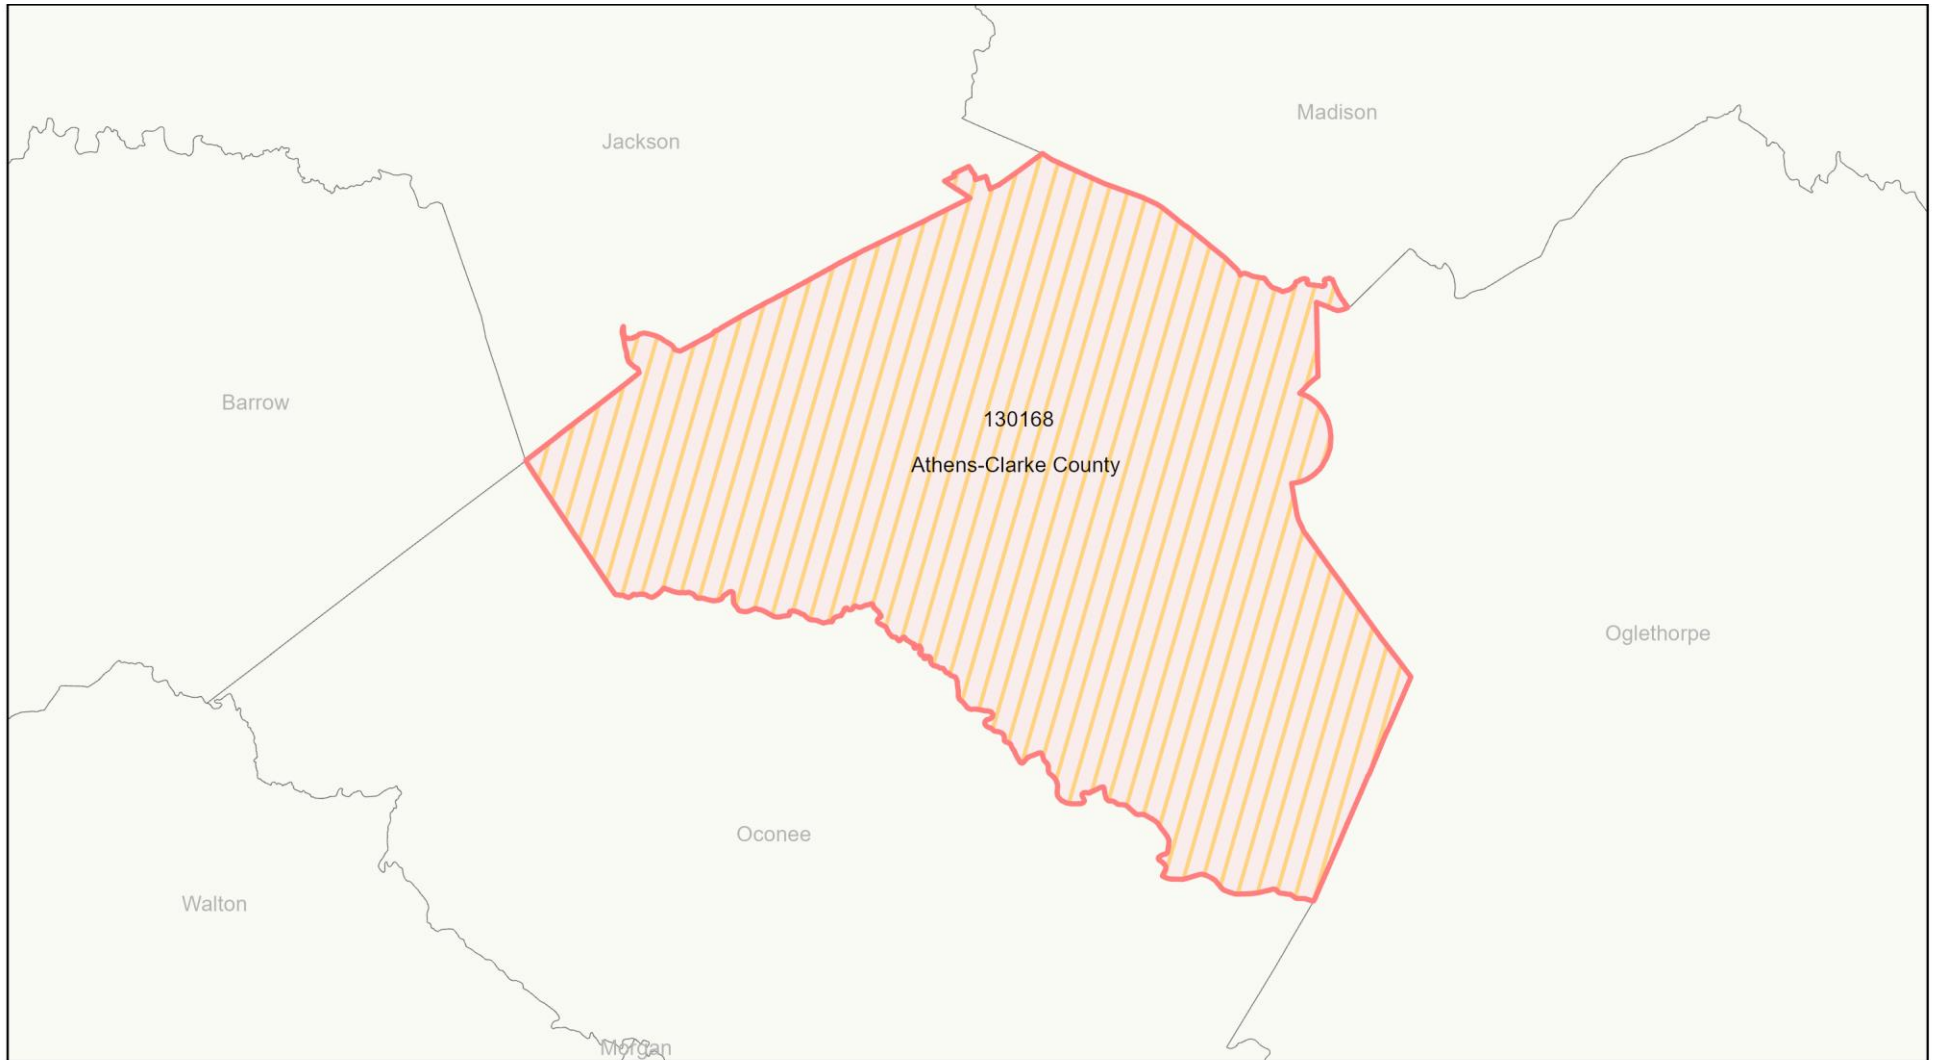 Madison
Jackson
Barrow
130168
Athens-Clarke County
Oglethorpe
Oconee
Walton
Morgan